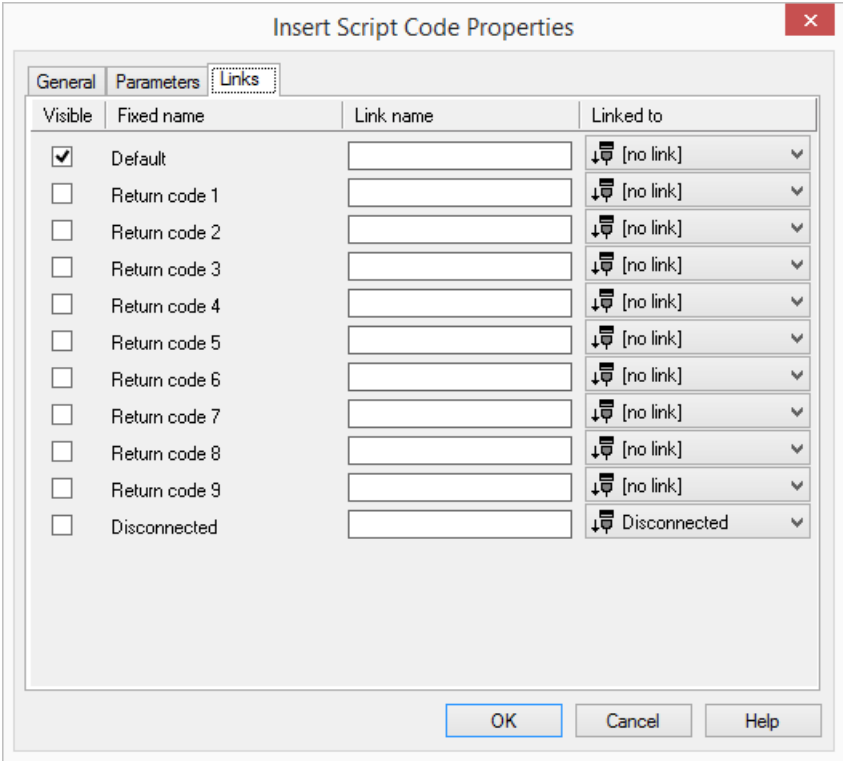 Insert Script Code Properties
General Parameters Links
Visible Fixed name Link name Linked to
Default [no link]
Return code 1 [no link]
Return code 2 [no link]
Return code 3 [no link]
Return code 4 [no link]
Return code 5 [no link]
Return code 6 [no link]
Return code 7 [no link]
Return code 8 [no link]
Return code 9 [no link]
Disconnected Disconnected
OK Cancel Help